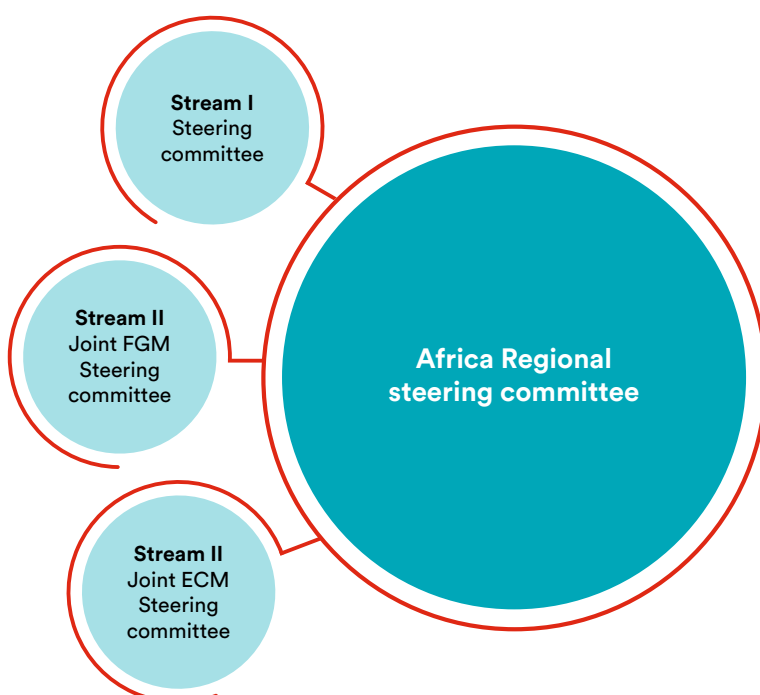 Stream I
Steering
committee
Stream II
Joint FGM
Steering
committee
Stream II
Joint ECM
Steering
committee
Africa Regional
steering committee